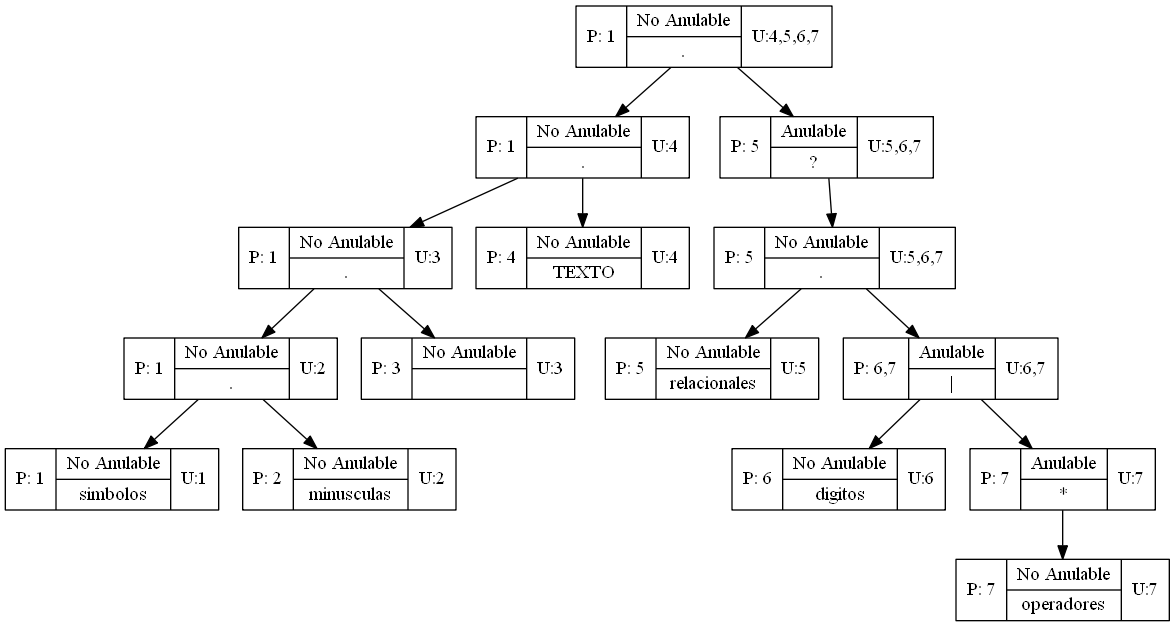 P: 1 No Anulable . U:4,5,6,7
P: 1 No Anulable . U:4
P: 5 Anulable ? U:5,6,7
P: 1 No Anulable . U:3
P: 4 No Anulable TEXTO U:4
P: 5 No Anulable . U:5,6,7
P: 1 No Anulable . U:2
P: 3 No Anulable U:3
P: 5 No Anulable relacionales U:5
P: 6,7 Anulable | U:6,7
P: 1 No Anulable simbolos U:1
P: 2 No Anulable minusculas U:2
P: 6 No Anulable digitos U:6
P: 7 Anulable * U:7
P: 7 No Anulable operadores U:7